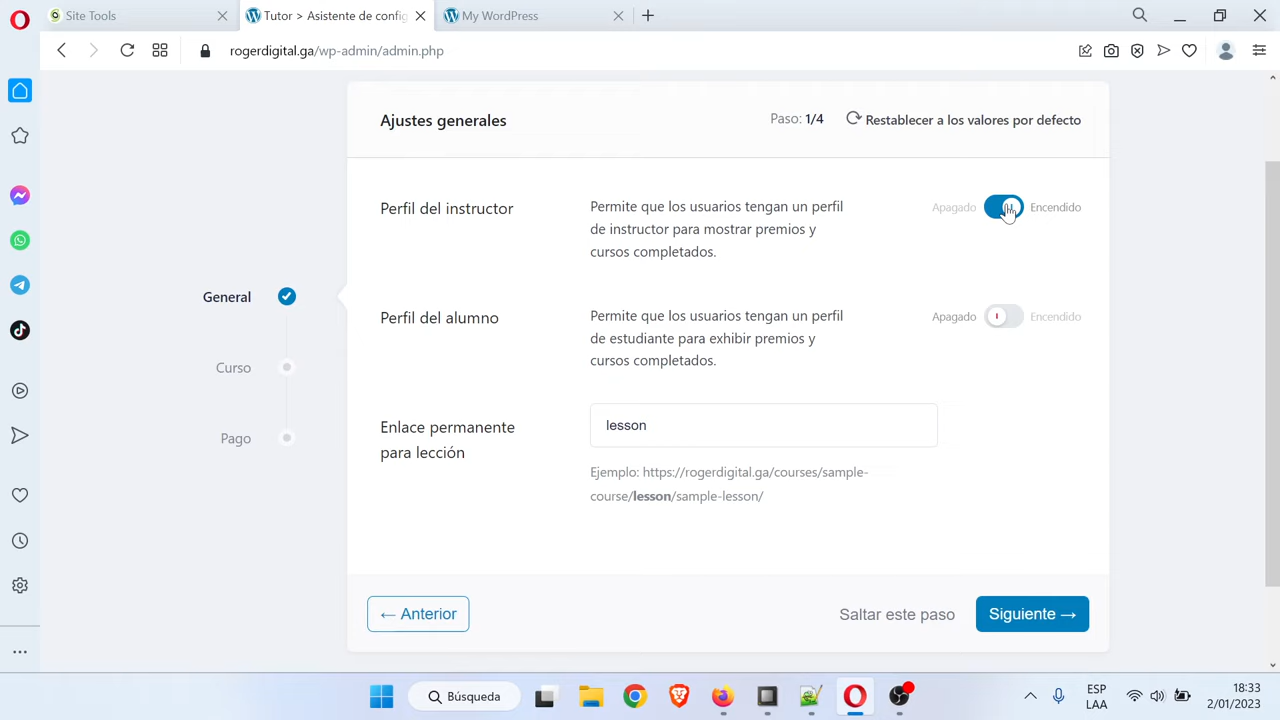 Site Tools
Tutor > Asistente de config
My WordPress
rogerdigital.ga/wp-admin/admin.php
Ajustes generales
Paso: 1/4
Restablecer a los valores por defecto
Perfil del instructor
Permite que los usuarios tengan un perfil
de instructor para mostrar premios y
cursos completados.
Apagado
Encendido
General
Curso
Pago
Perfil del alumno
Permite que los usuarios tengan un perfil
de estudiante para exhibir premios y
cursos completados.
Apagado
Encendido
Enlace permanente
para lección
lesson
Ejemplo: https://rogerdigital.ga/courses/sample-
course/lesson/sample-lesson/
← Anterior
Saltar este paso
Siguiente →
Búsqueda
ESP
LAA
18:33
2/01/2023